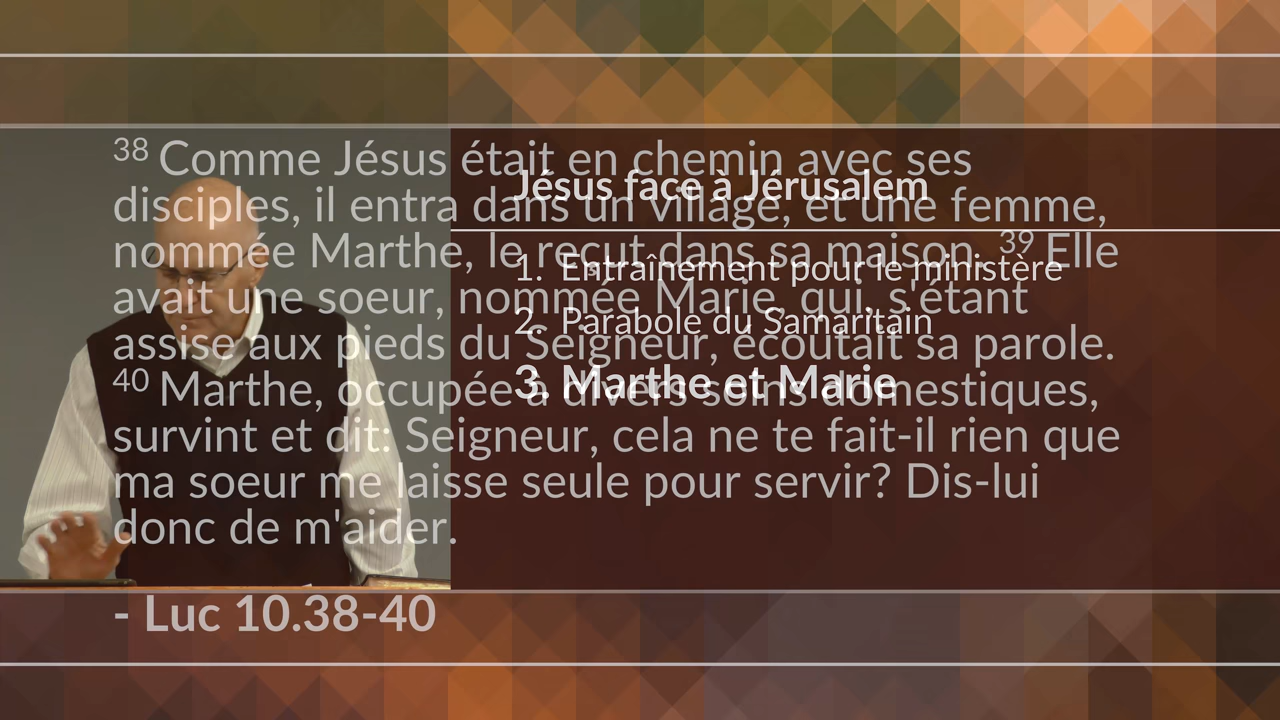 38 Comme Jésus était en chemin avec ses
disciples, il entra dans un village, et une femme,
nommée Marthe, le reçut dans sa maison. 39 Elle
avait une soeur, nommée Marie, qui, s'étant
assise aux pieds du Seigneur, écoutait sa parole.
40 Marthe, occupée à divers soins domestiques,
survint et dit: Seigneur, cela ne te fait-il rien que
ma soeur me laisse seule pour servir? Dis-lui
donc de m'aider.
- Luc 10.38-40
Jésus face à Jérusalem
1. Entraînement pour le ministère
2. Parabole du Samaritain
3. Marthe et Marie